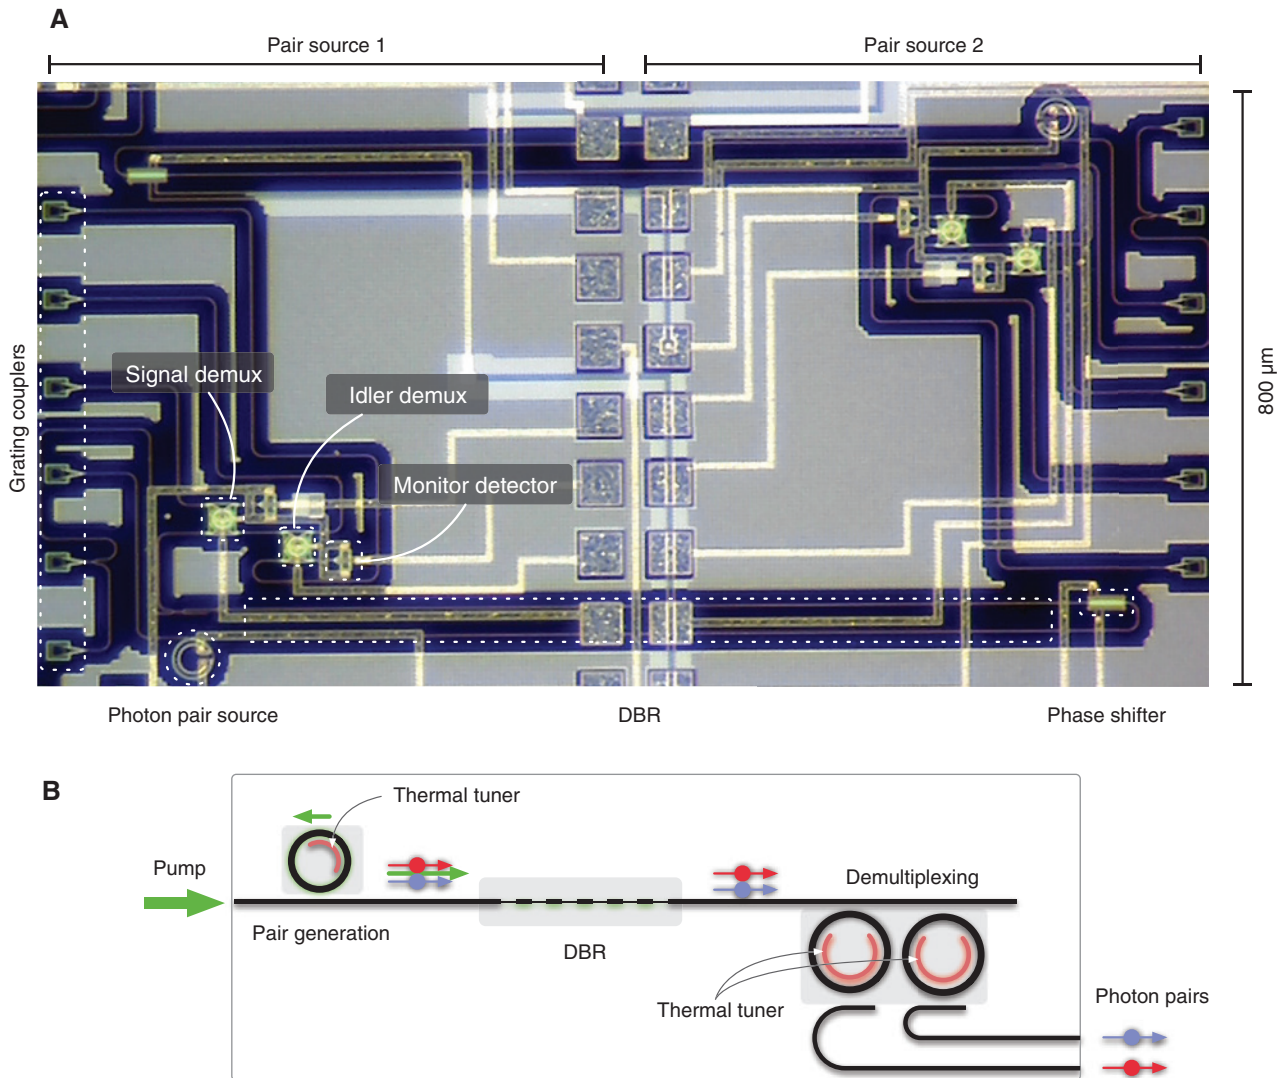 A
Pair source 1
Pair source 2
Grating couplers
Signal demux
Idler demux
Monitor detector
800 µm
Photon pair source
DBR
Phase shifter
B
Thermal tuner
Pump
Pair generation
DBR
Demultiplexing
Thermal tuner
Photon pairs